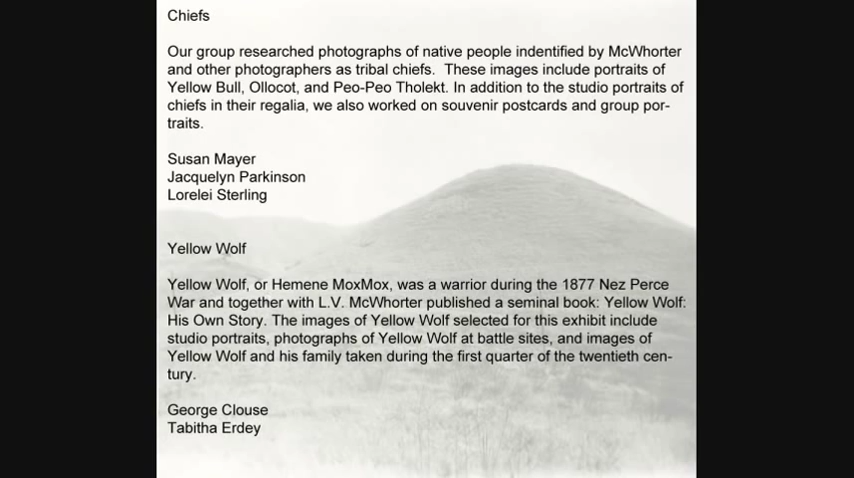 Chiefs
Our group researched photographs of native people indentified by McWhorter
and other photographers as tribal chiefs.  These images include portraits of
Yellow Bull, Ollocot, and Peo-Peo Tholekt. In addition to the studio portraits of
chiefs in their regalia, we also worked on souvenir postcards and group por-
traits.
Susan Mayer
Jacquelyn Parkinson
Lorelei Sterling
Yellow Wolf
Yellow Wolf, or Hemene MoxMox, was a warrior during the 1877 Nez Perce
War and together with L.V. McWhorter published a seminal book: Yellow Wolf:
His Own Story. The images of Yellow Wolf selected for this exhibit include
studio portraits, photographs of Yellow Wolf at battle sites, and images of
Yellow Wolf and his family taken during the first quarter of the twentieth cen-
tury.
George Clouse
Tabitha Erdey